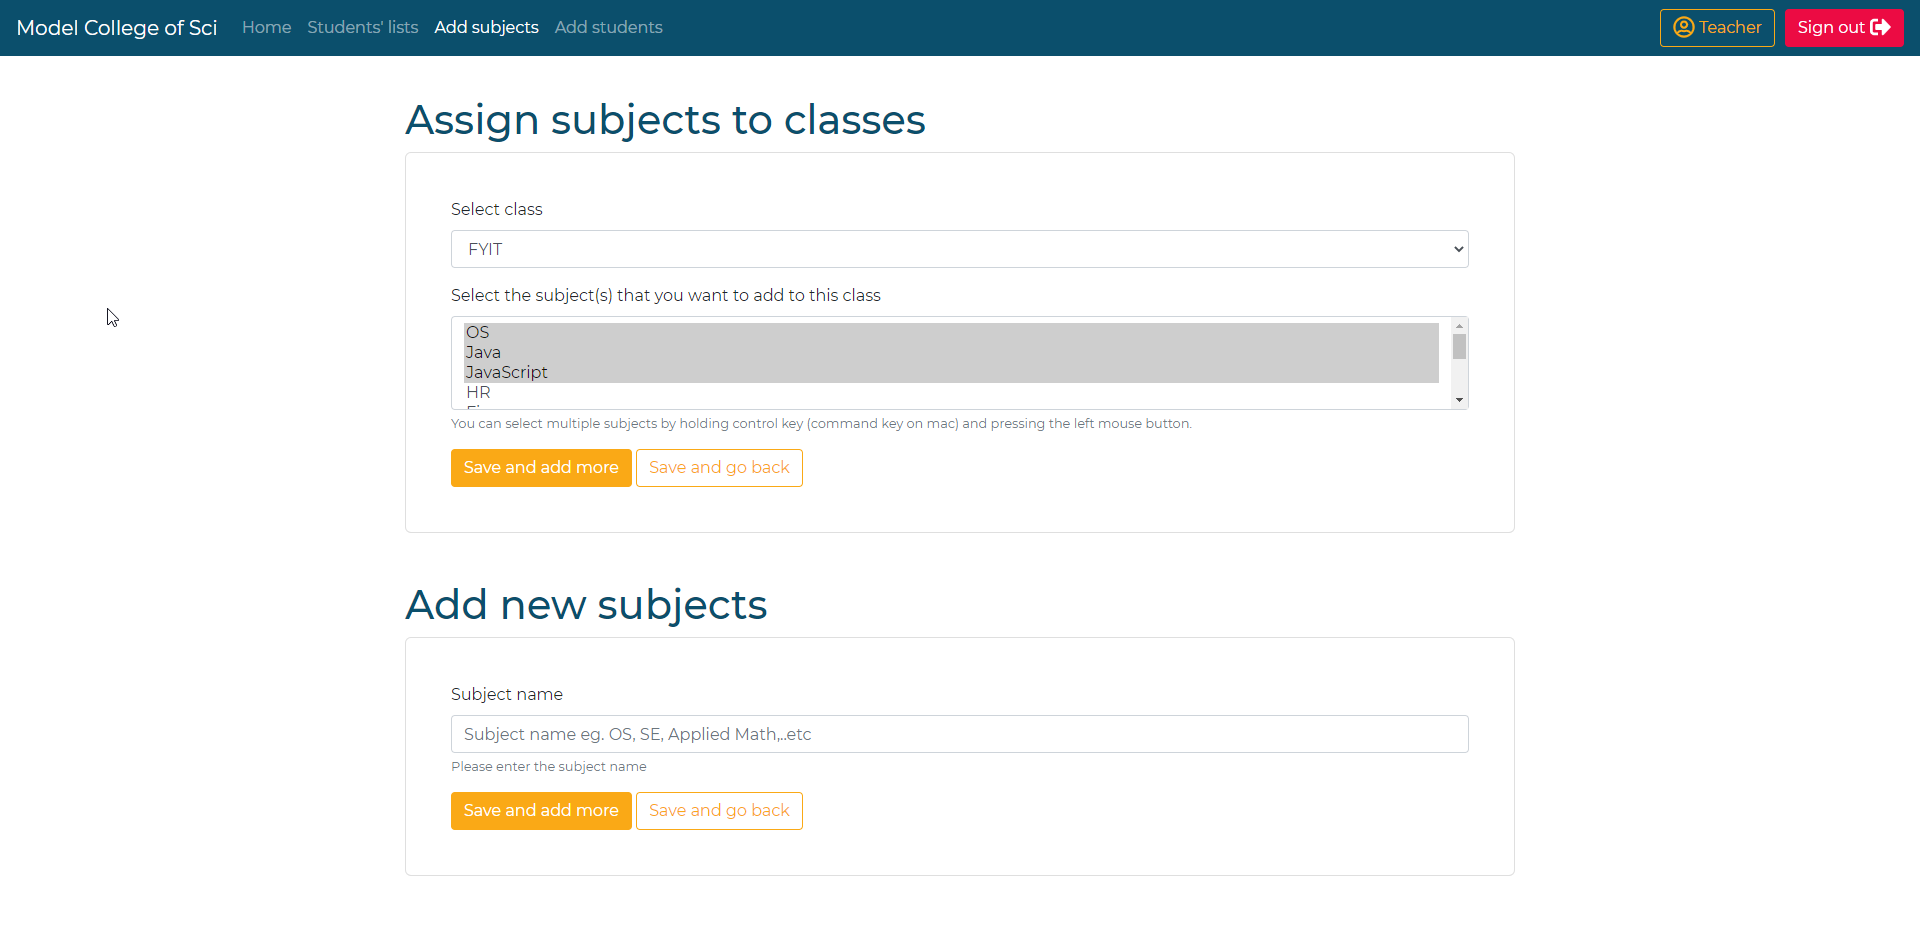 Model College of Sci Home Students' lists Add subjects Add students Teacher Sign out
Assign subjects to classes
Select class
FYIT
Select the subject(s) that you want to add to this class
OS
Java
JavaScript
HR
You can select multiple subjects by holding control key (command key on mac) and pressing the left mouse button.
Save and add more Save and go back
Add new subjects
Subject name
Subject name eg. OS, SE, Applied Math,..etc
Please enter the subject name
Save and add more Save and go back